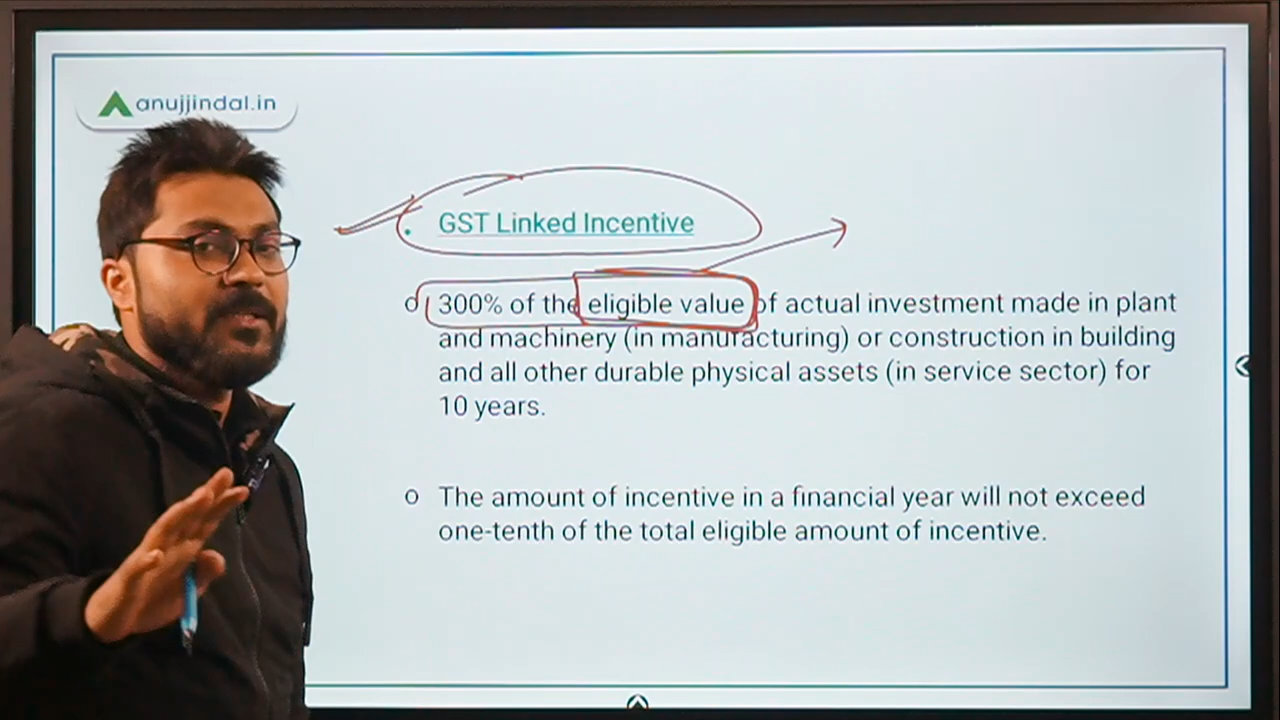 anujjindal.in
GST Linked Incentive
o 300% of the eligible value of actual investment made in plant
and machinery (in manufacturing) or construction in building
and all other durable physical assets (in service sector) for
10 years.
o The amount of incentive in a financial year will not exceed
one-tenth of the total eligible amount of incentive.